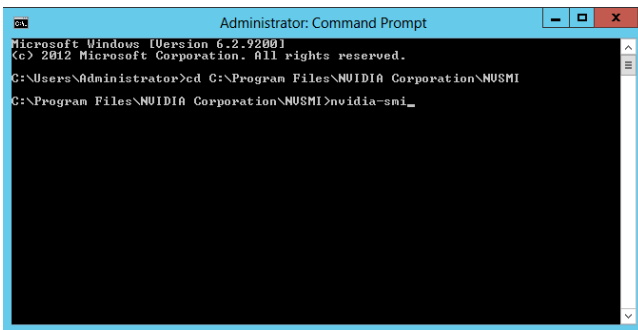 Administrator: Command Prompt
Microsoft Windows [Version 6.2.9200]
(c) 2012 Microsoft Corporation. All rights reserved.
C:\Users\Administrator>cd C:\Program Files\NVIDIA Corporation\NVSMI
C:\Program Files\NVIDIA Corporation\NVSMI>nvidia-smi_